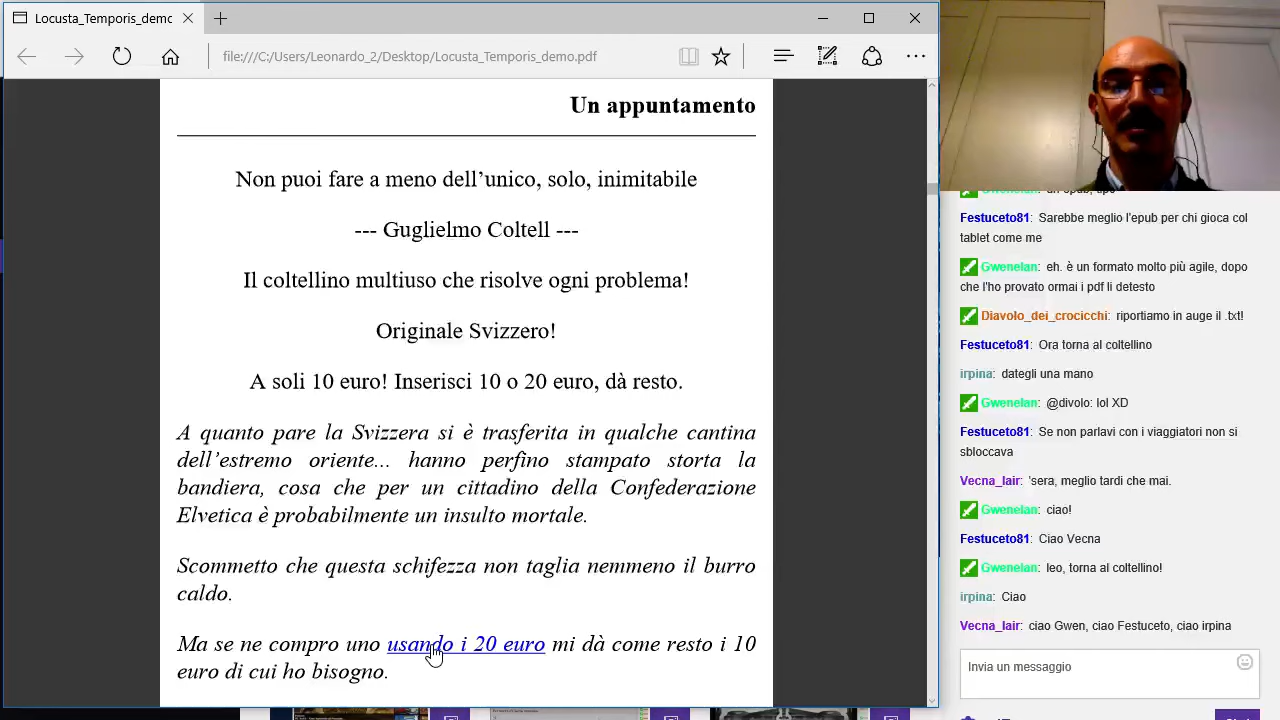 Locusta_Temporis_demo
file:///C:/Users/Leonardo_2/Desktop/Locusta_Temporis_demo.pdf
Un appuntamento
Non puoi fare a meno dell’unico, solo, inimitabile
--- Guglielmo Coltell ---
Il coltellino multiuso che risolve ogni problema!
Originale Svizzero!
A soli 10 euro! Inserisci 10 o 20 euro, dà resto.
A quanto pare la Svizzera si è trasferita in qualche cantina
dell’estremo oriente... hanno perfino stampato storta la
bandiera, cosa che per un cittadino della Confederazione
Elvetica è probabilmente un insulto mortale.
Scommetto che questa schifezza non taglia nemmeno il burro
caldo.
Ma se ne compro uno usando i 20 euro mi dà come resto i 10
euro di cui ho bisogno.
Festuceto81: Sarebbe meglio l'epub per chi gioca col
tablet come me
Gwenelan: eh. è un formato molto più agile, dopo
che l'ho provato ormai i pdf li detesto
Diavolo_dei_crocicchi: riportiamo in auge il .txt!
Festuceto81: Ora torna al coltellino
irpina: dategli una mano
Gwenelan: @divolo: lol XD
Festuceto81: Se non parlavi con i viaggiatori non si
sbloccava
Vecna_lair: 'sera, meglio tardi che mai.
Gwenelan: ciao!
Festuceto81: Ciao Vecna
Gwenelan: leo, torna al coltellino!
irpina: Ciao
Vecna_lair: ciao Gwen, ciao Festuceto, ciao irpina
Invia un messaggio